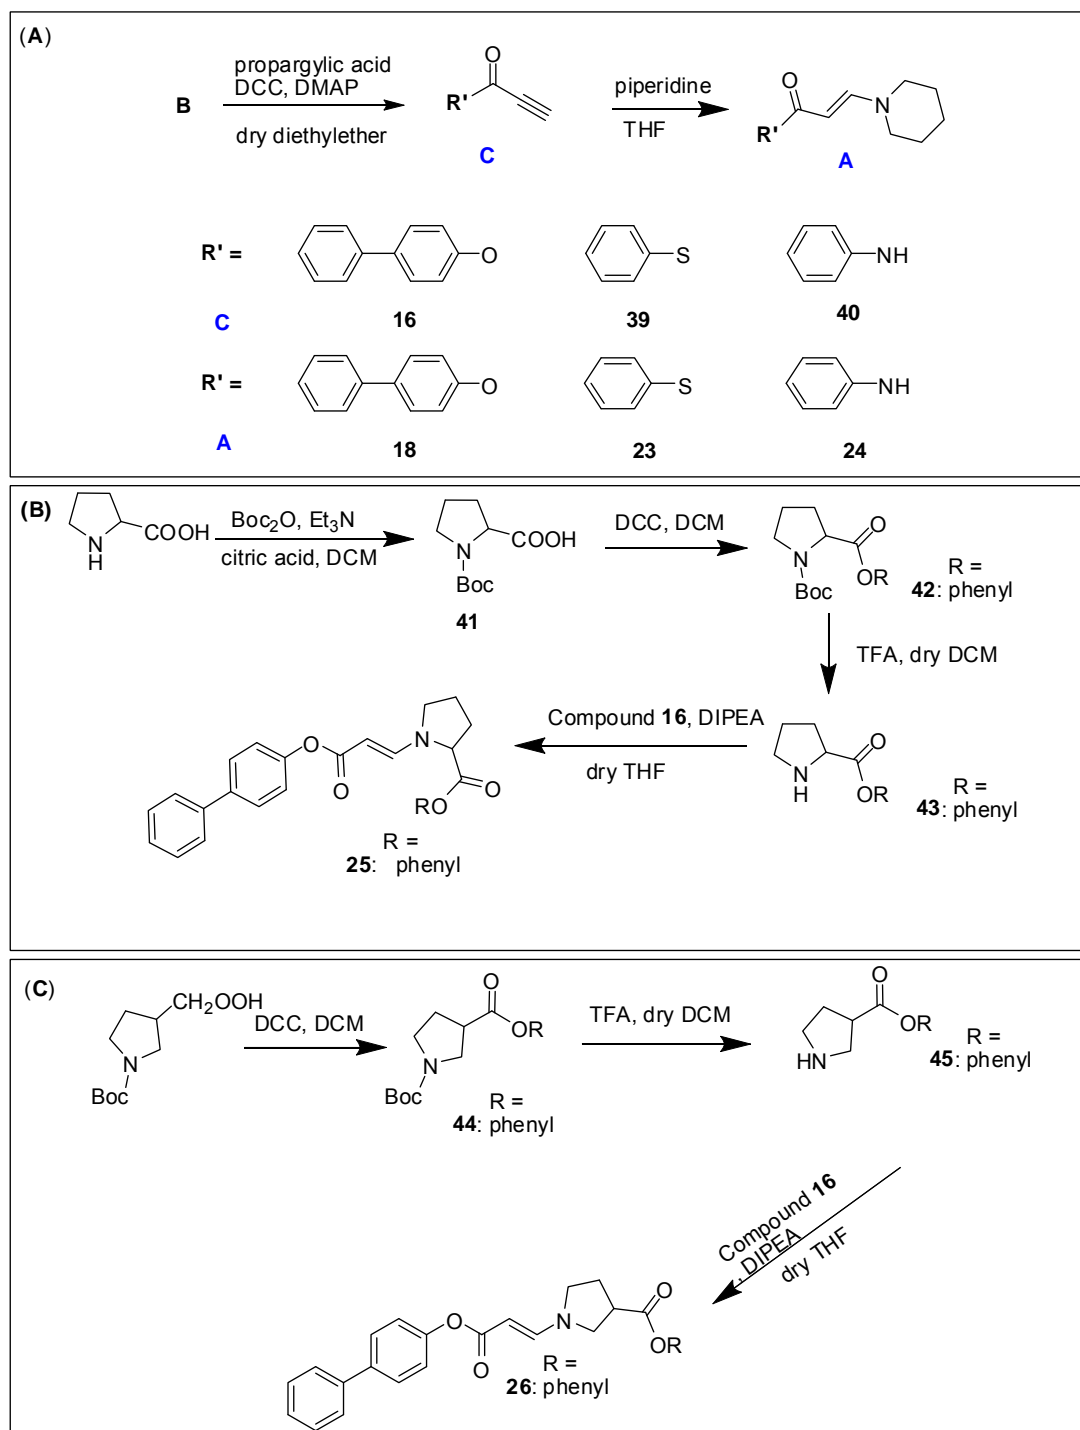 (A)
B
propargylic acid
DCC, DMAP
dry diethylether
O
R'
C
piperidine
THF
O
R'
N
A
R' =
O
S
NH
C
16
39
40
R' =
O
S
NH
A
18
23
24
(B)
N
H
COOH
Boc2O, Et3N
citric acid, DCM
N
Boc
COOH
41
DCC, DCM
N
Boc
O
OR
R =
42: phenyl
TFA, dry DCM
N
H
O
OR
R =
43: phenyl
Compound 16, DIPEA
dry THF
O
O
N
O
RO
R =
25: phenyl
(C)
CH2OOH
N
Boc
DCC, DCM
O
OR
N
Boc
R =
44: phenyl
TFA, dry DCM
O
OR
HN
R =
45: phenyl
Compound 16
, DIPEA
dry THF
O
O
N
O
OR
R =
26: phenyl